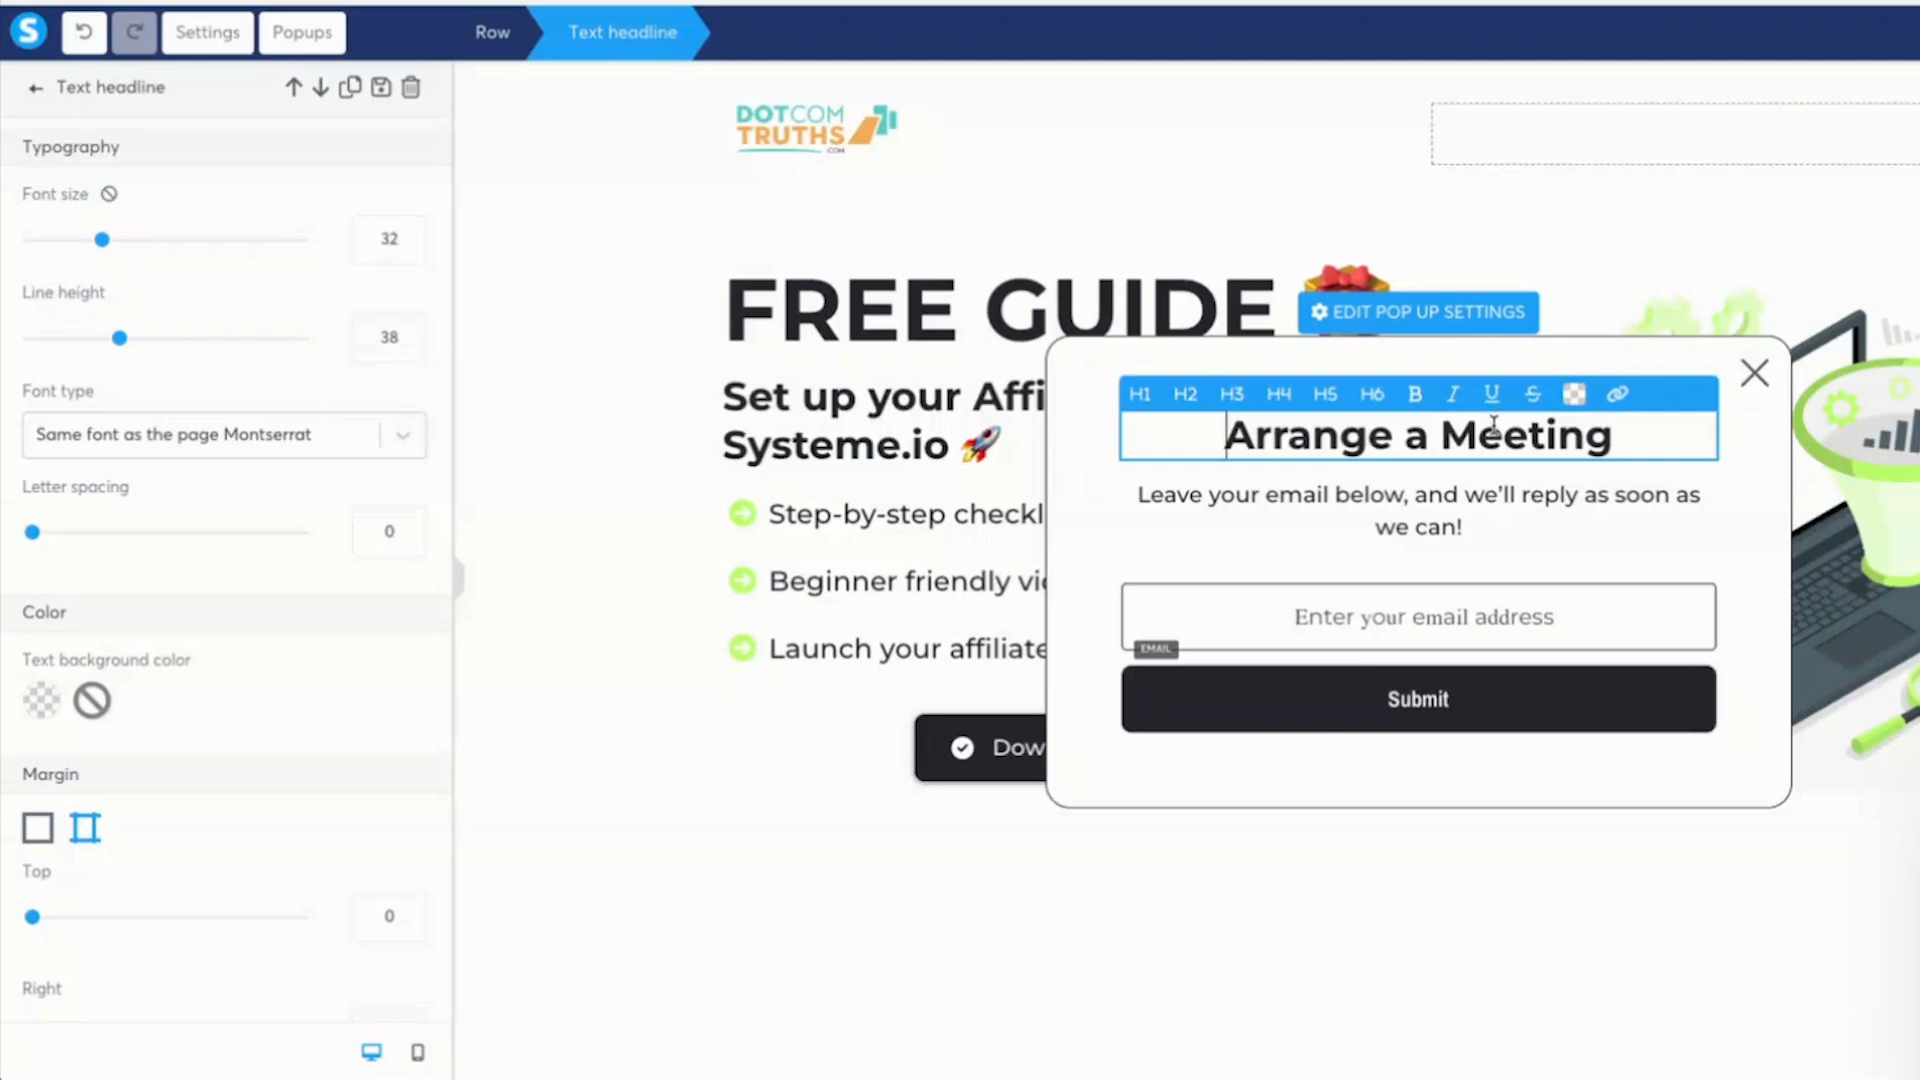 S
Settings
Popups
Row
Text headline
Text headline
Typography
Font size
32
Line height
38
Font type
Same font as the page Montserrat
Letter spacing
0
Color
Text background color
Margin
Top
0
Right
DOTCOM
TRUTHS
.COM
FREE GUIDE
EDIT POP UP SETTINGS
Set up your Affi
Systeme.io 🚀
Step-by-step checkl
Beginner friendly vi
Launch your affiliate
Dow
H1 H2 H3 H4 H5 H6 B I U S
Arrange a Meeting
Leave your email below, and we’ll reply as soon as
we can!
Enter your email address
EMAIL
Submit